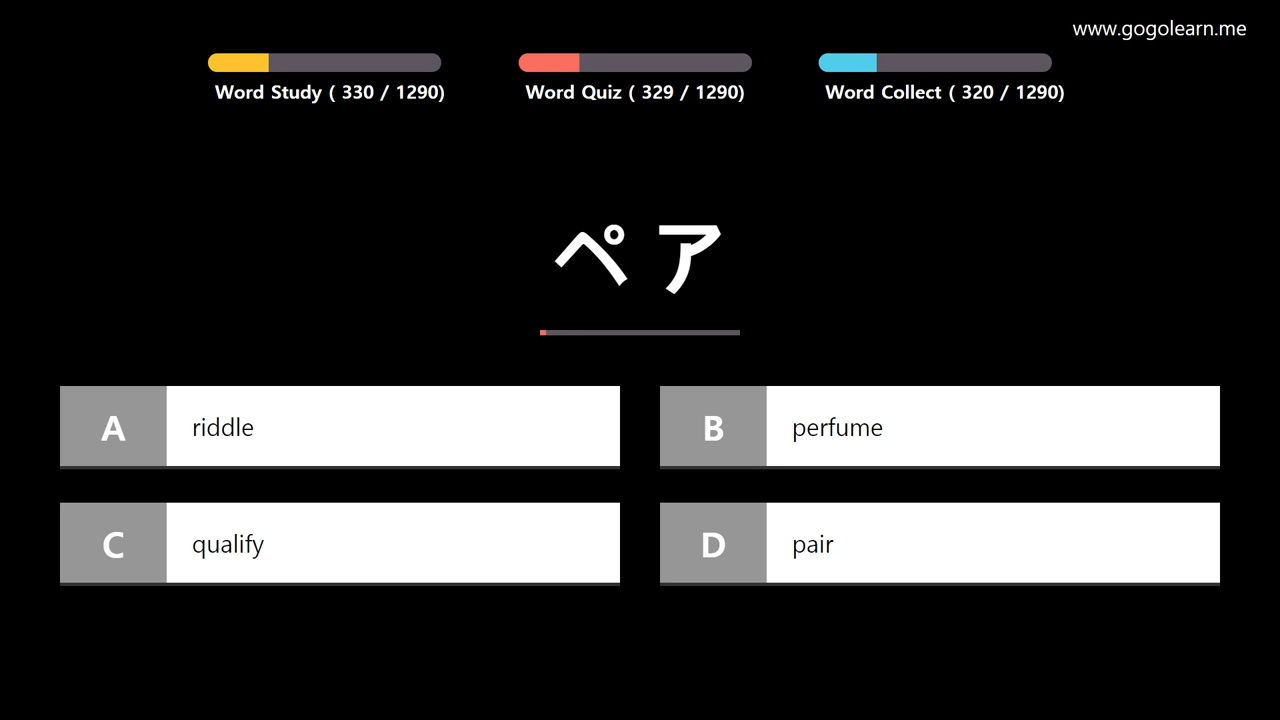 www.gogolearn.me
Word Study ( 330 / 1290)
Word Quiz ( 329 / 1290)
Word Collect ( 320 / 1290)
ペア
A riddle
B perfume
C qualify
D pair